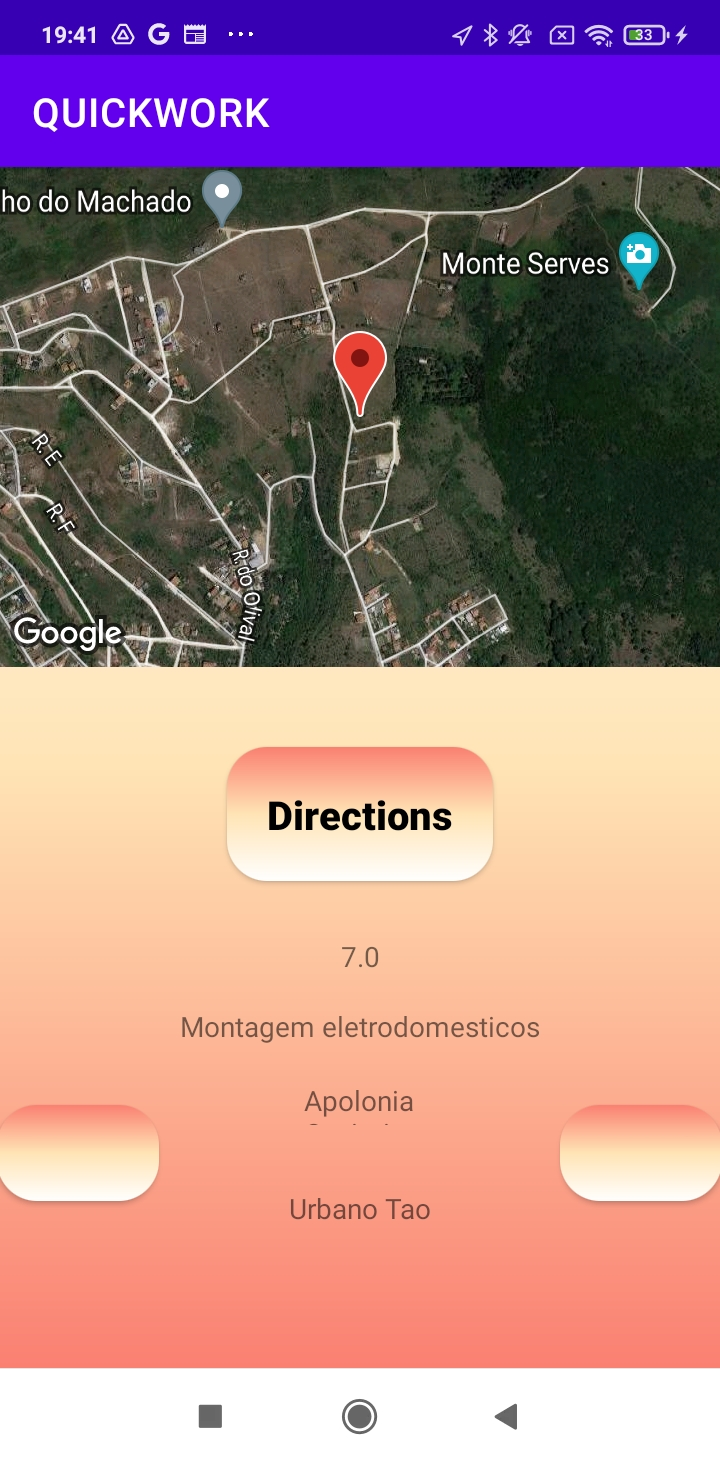 19:41
33
QUICKWORK
ho do Machado
Monte Serves
R. E
R. F
R. do Olival
Google
Directions
7.0
Montagem eletrodomesticos
Apolonia
Urbano Tao